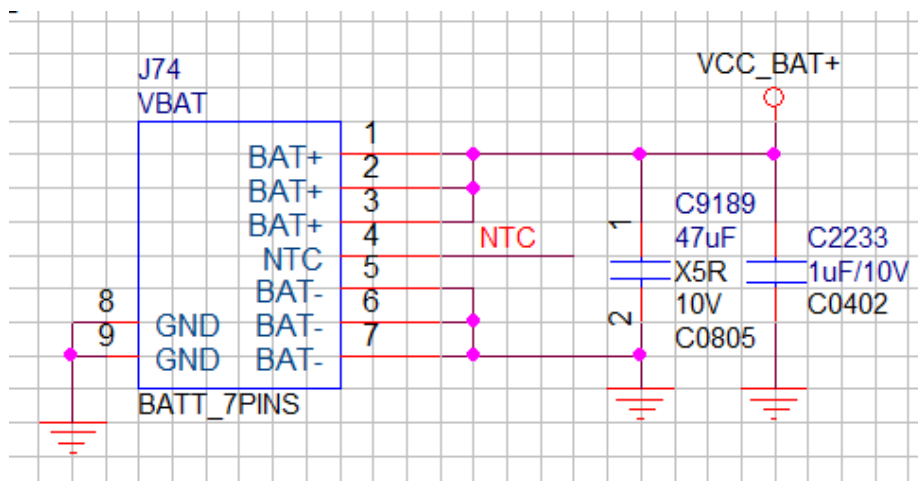 J74
VBAT
VCC_BAT+
1
BAT+
2
BAT+
3
BAT+
4
NTC
NTC
5
BAT-
6
BAT-
7
BAT-
8
GND
9
GND
BATT_7PINS
1
2
C9189
47uF
X5R
10V
C0805
C2233
1uF/10V
C0402